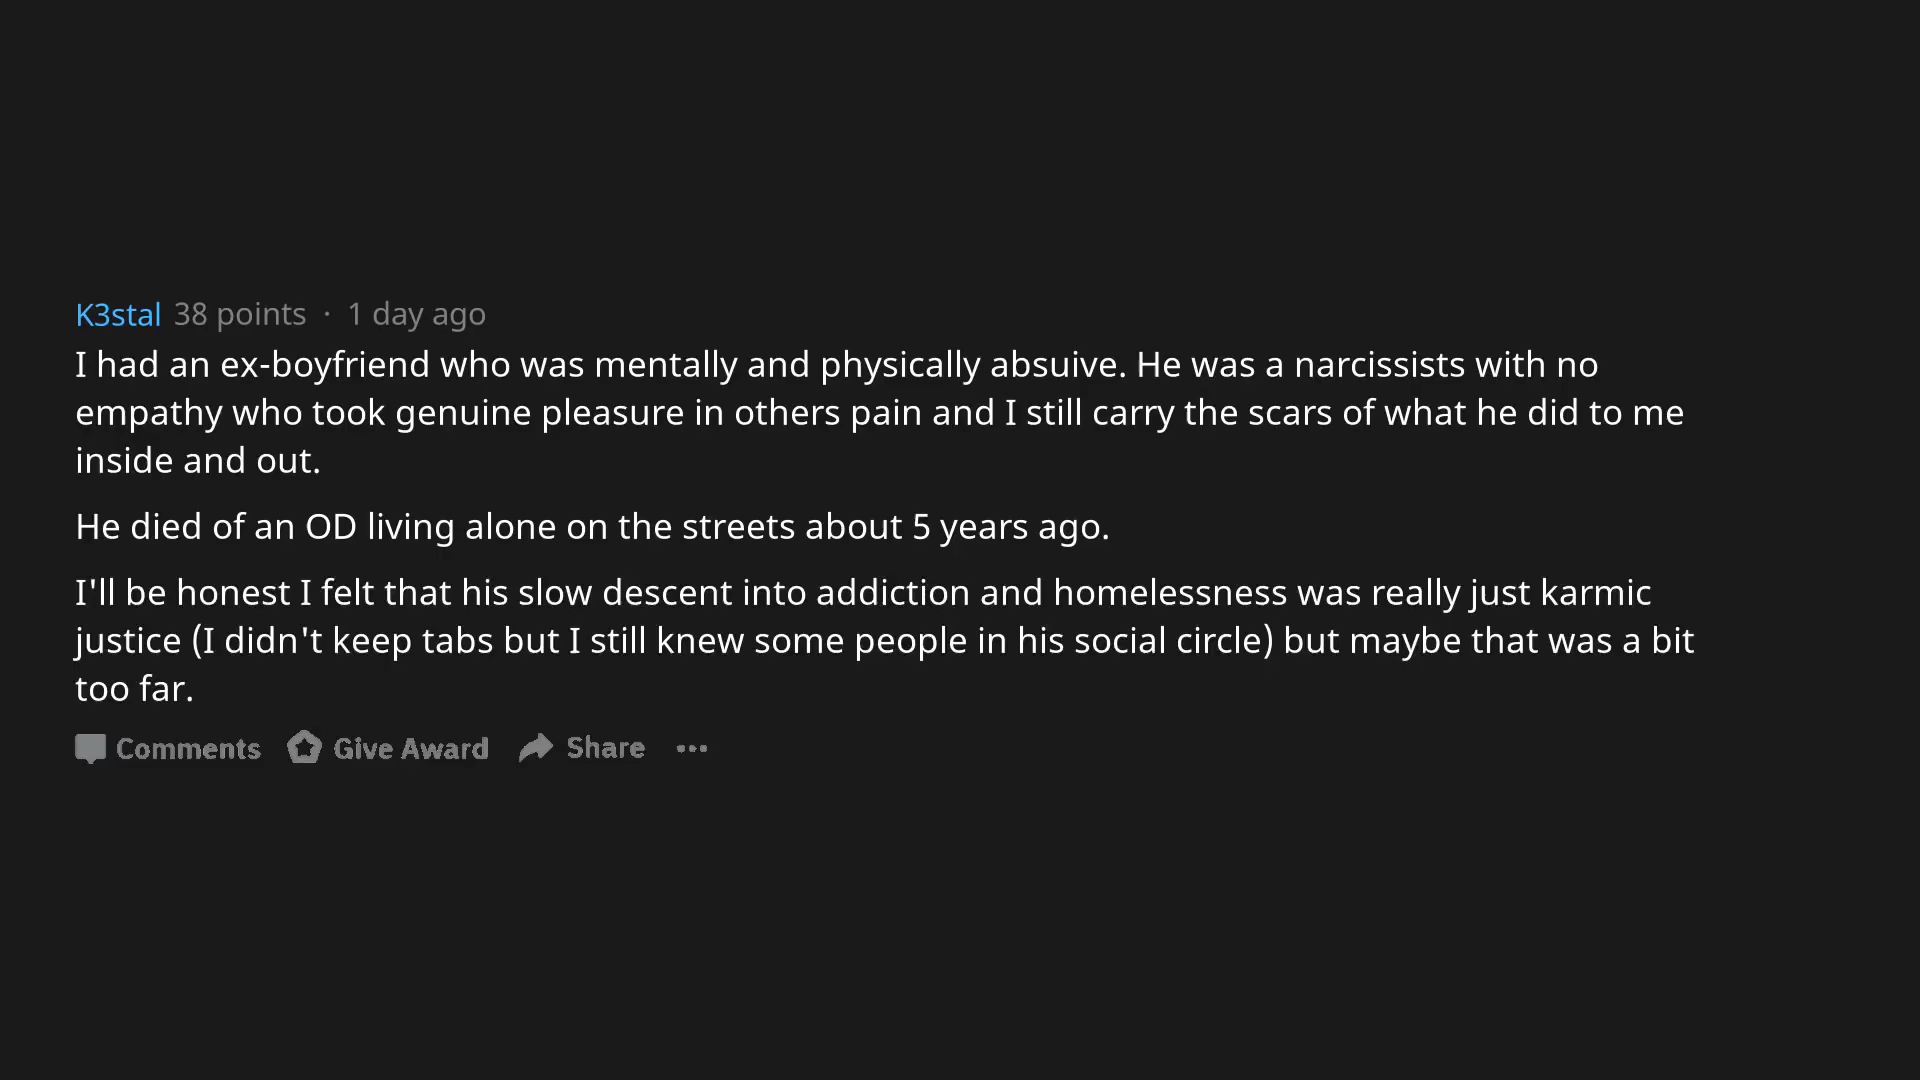 K3stal 38 points · 1 day ago
I had an ex-boyfriend who was mentally and physically absuive. He was a narcissists with no
empathy who took genuine pleasure in others pain and I still carry the scars of what he did to me
inside and out.
He died of an OD living alone on the streets about 5 years ago.
I'll be honest I felt that his slow descent into addiction and homelessness was really just karmic
justice (I didn't keep tabs but I still knew some people in his social circle) but maybe that was a bit
too far.
Comments Give Award Share ...